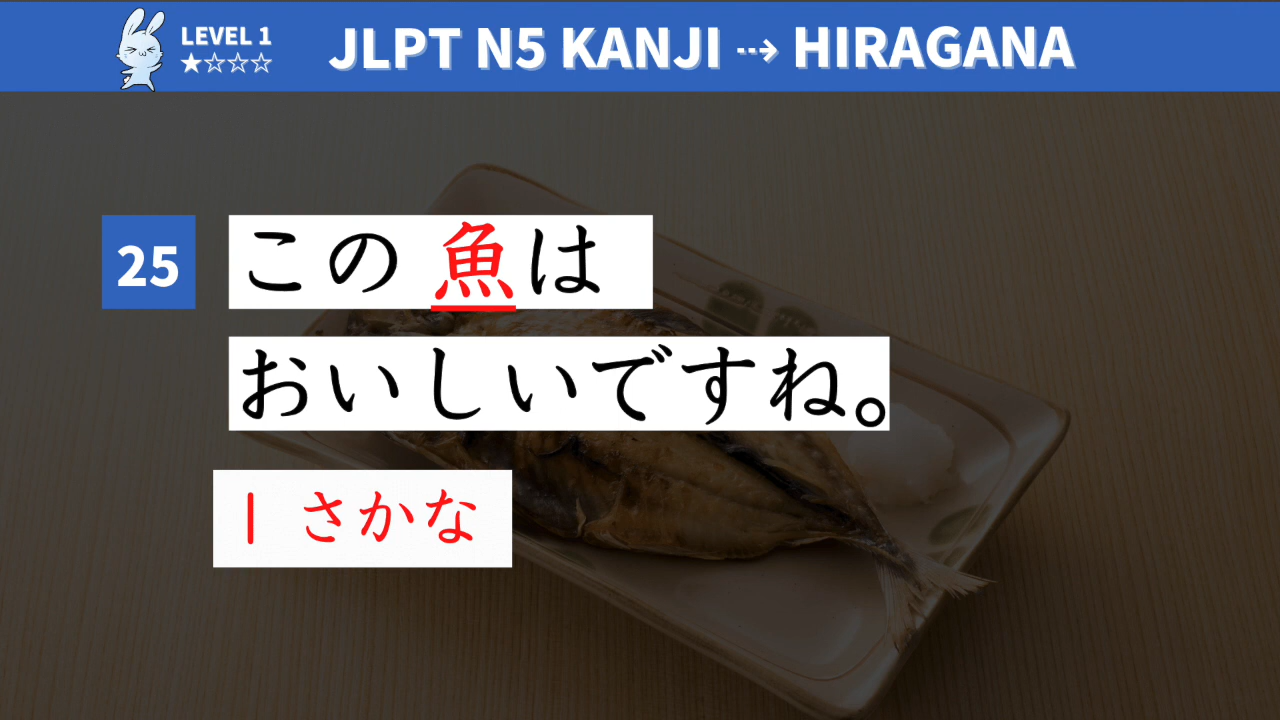 LEVEL 1
★☆☆☆
JLPT N5 KANJI ⇢ HIRAGANA
25
この 魚は
おいしいですね。
1 さかな